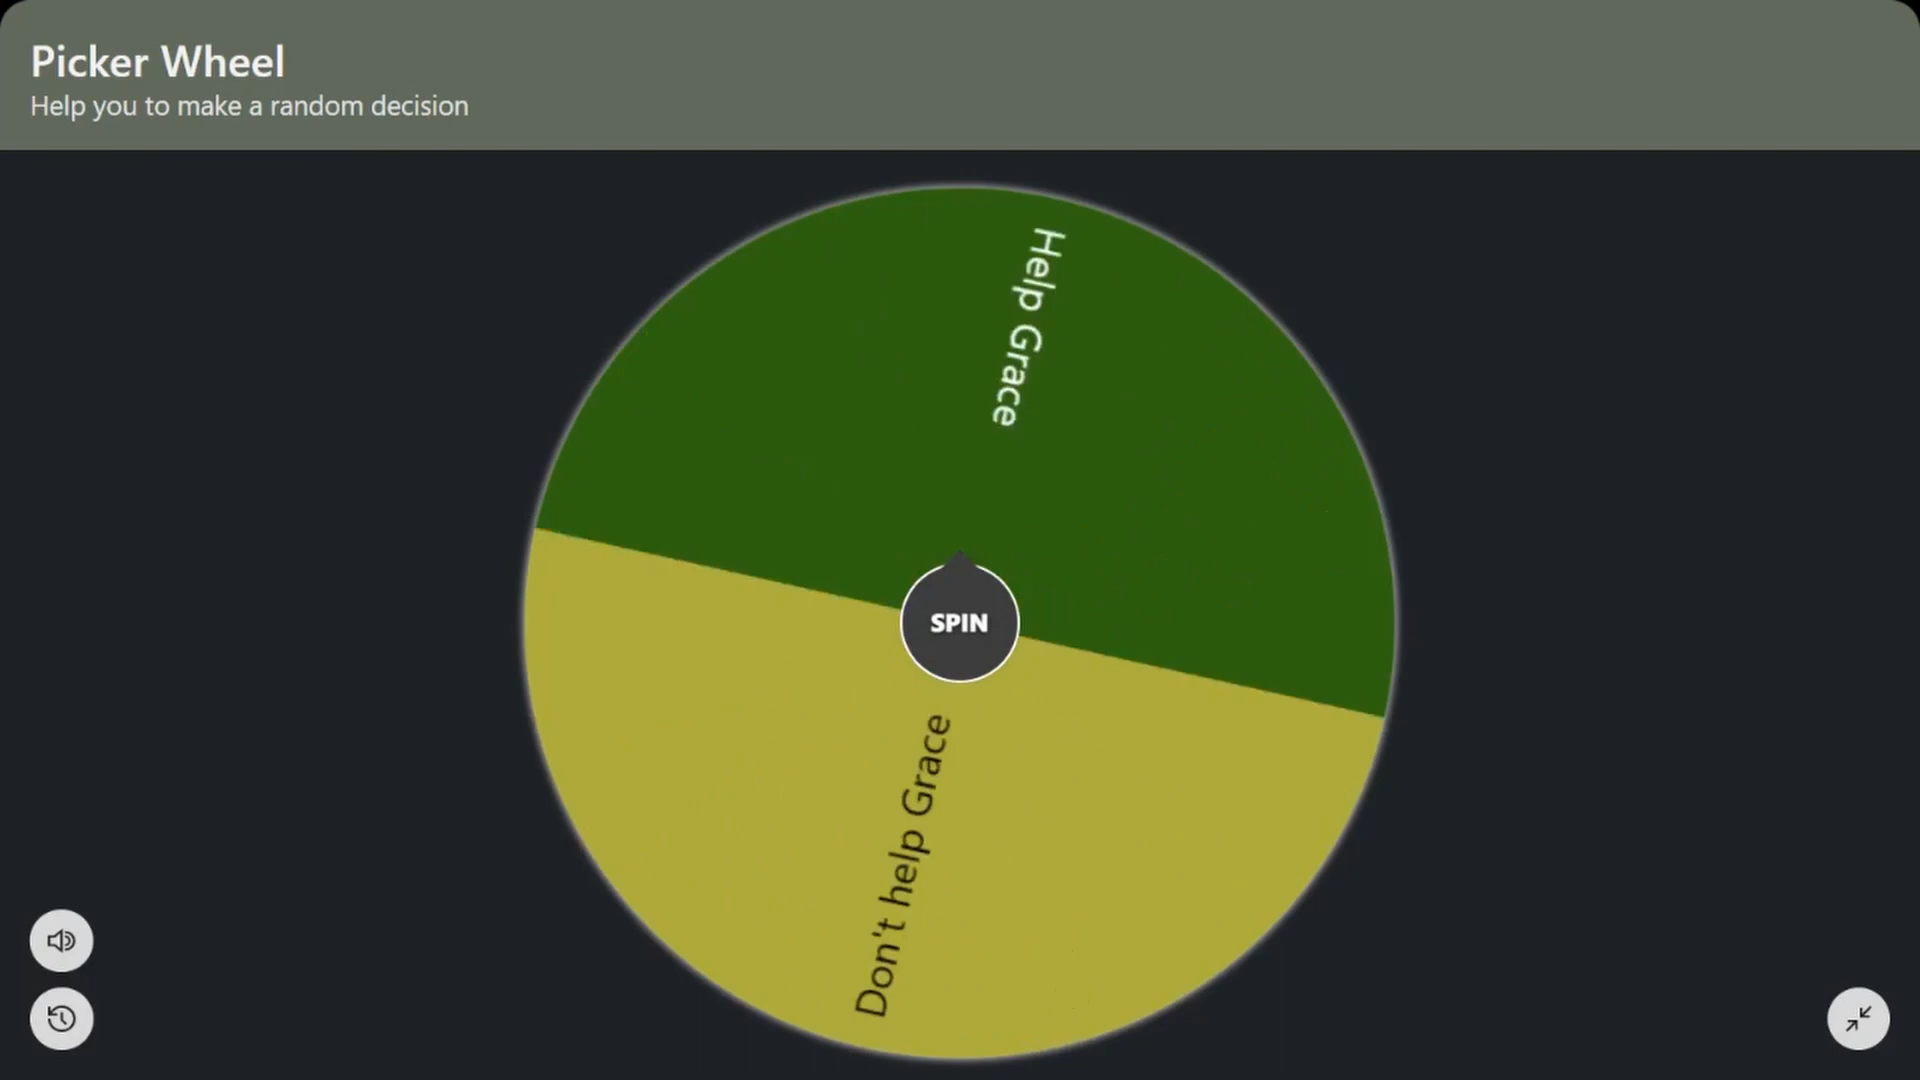 Picker Wheel
Help you to make a random decision
Help Grace
SPIN
Don't help Grace